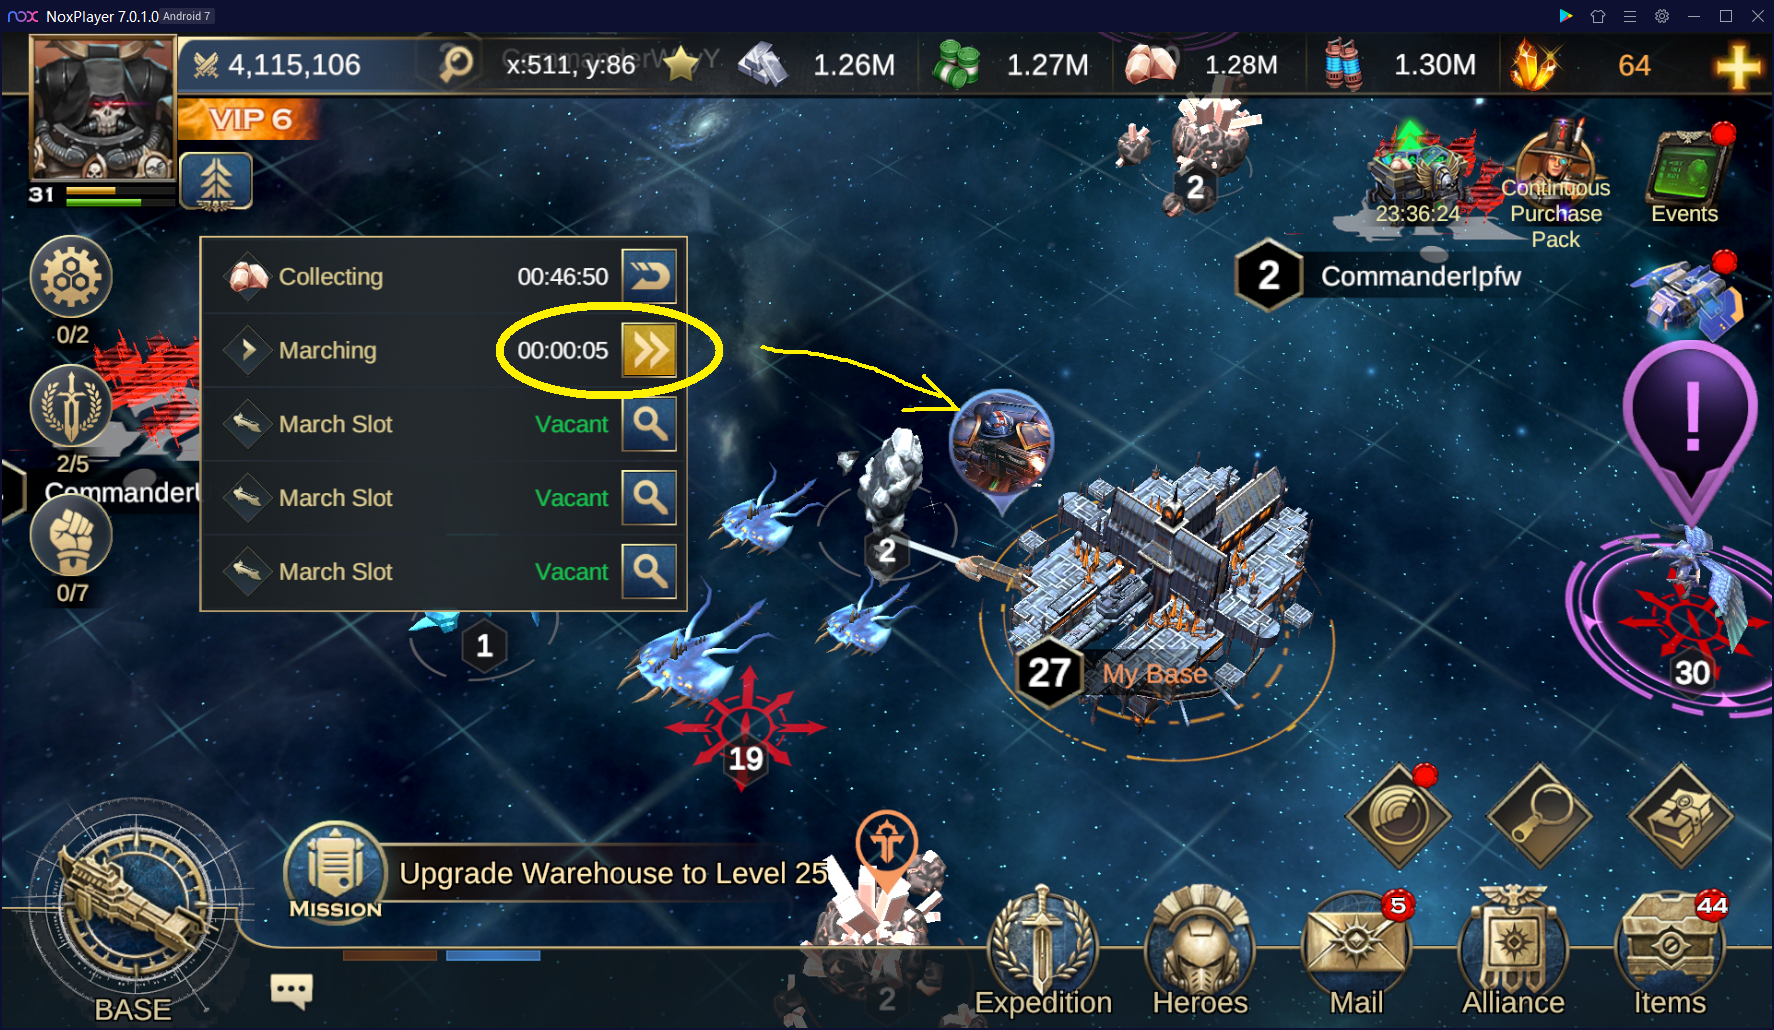 NOX NoxPlayer 7.0.1.0 Android 7
4,115,106
x:511, y:86
1.26M
1.27M
1.28M
1.30M
64
VIP 6
31
23:36:24
Continuous
Purchase
Pack
Events
2
2 CommanderIpfw
Collecting 00:46:50
Marching 00:00:05
March Slot Vacant
March Slot Vacant
March Slot Vacant
0/2
2/5
0/7
2
1
27 My Base
19
30
MISSION
Upgrade Warehouse to Level 25
BASE
2
Expedition
Heroes
5
Mail
Alliance
44
Items